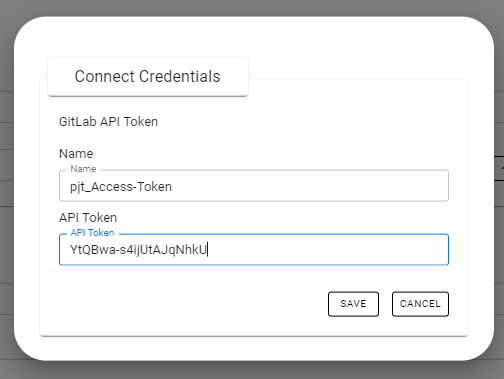 Connect Credentials
GitLab API Token
Name
Name
pjt_Access-Token
API Token
API Token
YtQBwa-s4ijUtAJqNhkU
SAVE CANCEL